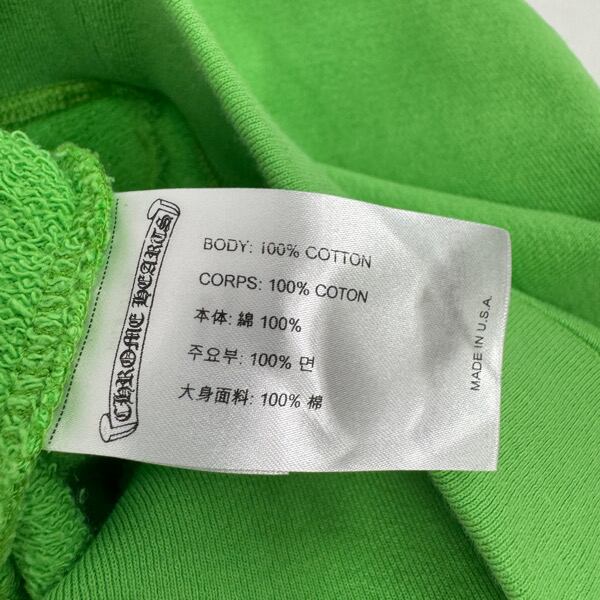 CHROME HEARTS
BODY: 100% COTTON
CORPS: 100% COTON
本体: 綿 100%
주요부: 100% 면
大身面料: 100% 棉
MADE IN U.S.A.